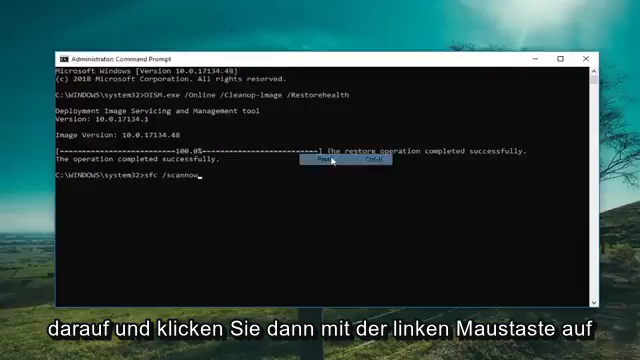 Administrator: Command Prompt
Microsoft Windows [Version 10.0.17134.48]
(c) 2018 Microsoft Corporation. All rights reserved.
C:\WINDOWS\system32>DISM.exe /Online /Cleanup-image /Restorehealth
Deployment Image Servicing and Management tool
Version: 10.0.17134.1
Image Version: 10.0.17134.48
[==========================100.0%==========================] The restore operation completed successfully.
The operation completed successfully.
Paste
C:\WINDOWS\system32>sfc /scannow
darauf und klicken Sie dann mit der linken Maustaste auf